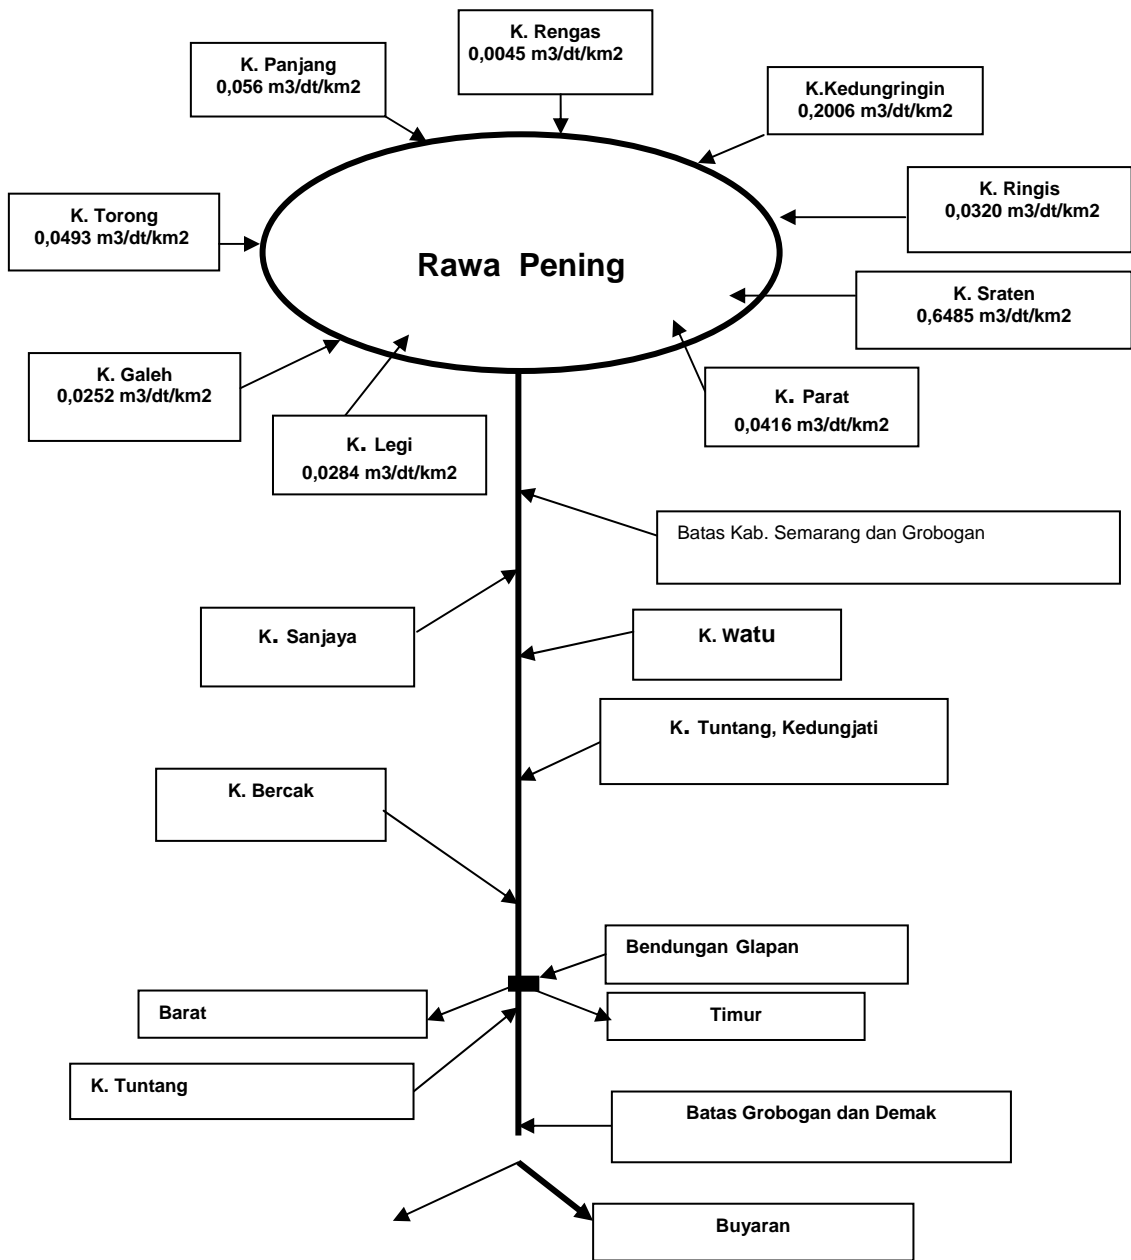 K. Rengas
0,0045 m3/dt/km2
K. Panjang
0,056 m3/dt/km2
K.Kedungringin
0,2006 m3/dt/km2
K. Ringis
0,0320 m3/dt/km2
K. Torong
0,0493 m3/dt/km2
Rawa Pening
K. Sraten
0,6485 m3/dt/km2
K. Galeh
0,0252 m3/dt/km2
K. Parat
0,0416 m3/dt/km2
K. Legi
0,0284 m3/dt/km2
Batas Kab. Semarang dan Grobogan
K. Sanjaya
K. Watu
K. Tuntang, Kedungjati
K. Bercak
Bendungan Glapan
Barat
Timur
K. Tuntang
Batas Grobogan dan Demak
Buyaran